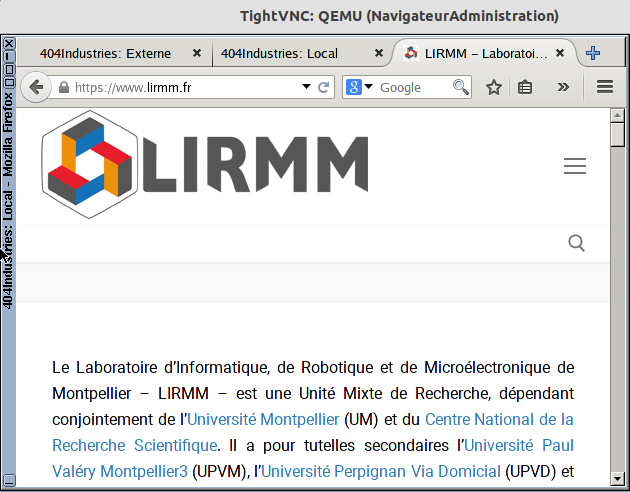 TightVNC: QEMU (NavigateurAdministration)
404Industries: Local - Mozilla Firefox
404Industries: Externe
404Industries: Local
LIRMM – Laboratoi...
https://www.lirmm.fr
Google
LIRMM
Le Laboratoire d'Informatique, de Robotique et de Microélectronique de
Montpellier – LIRMM – est une Unité Mixte de Recherche, dépendant
conjointement de l'Université Montpellier (UM) et du Centre National de la
Recherche Scientifique. Il a pour tutelles secondaires l'Université Paul
Valéry Montpellier3 (UPVM), l'Université Perpignan Via Domicial (UPVD) et